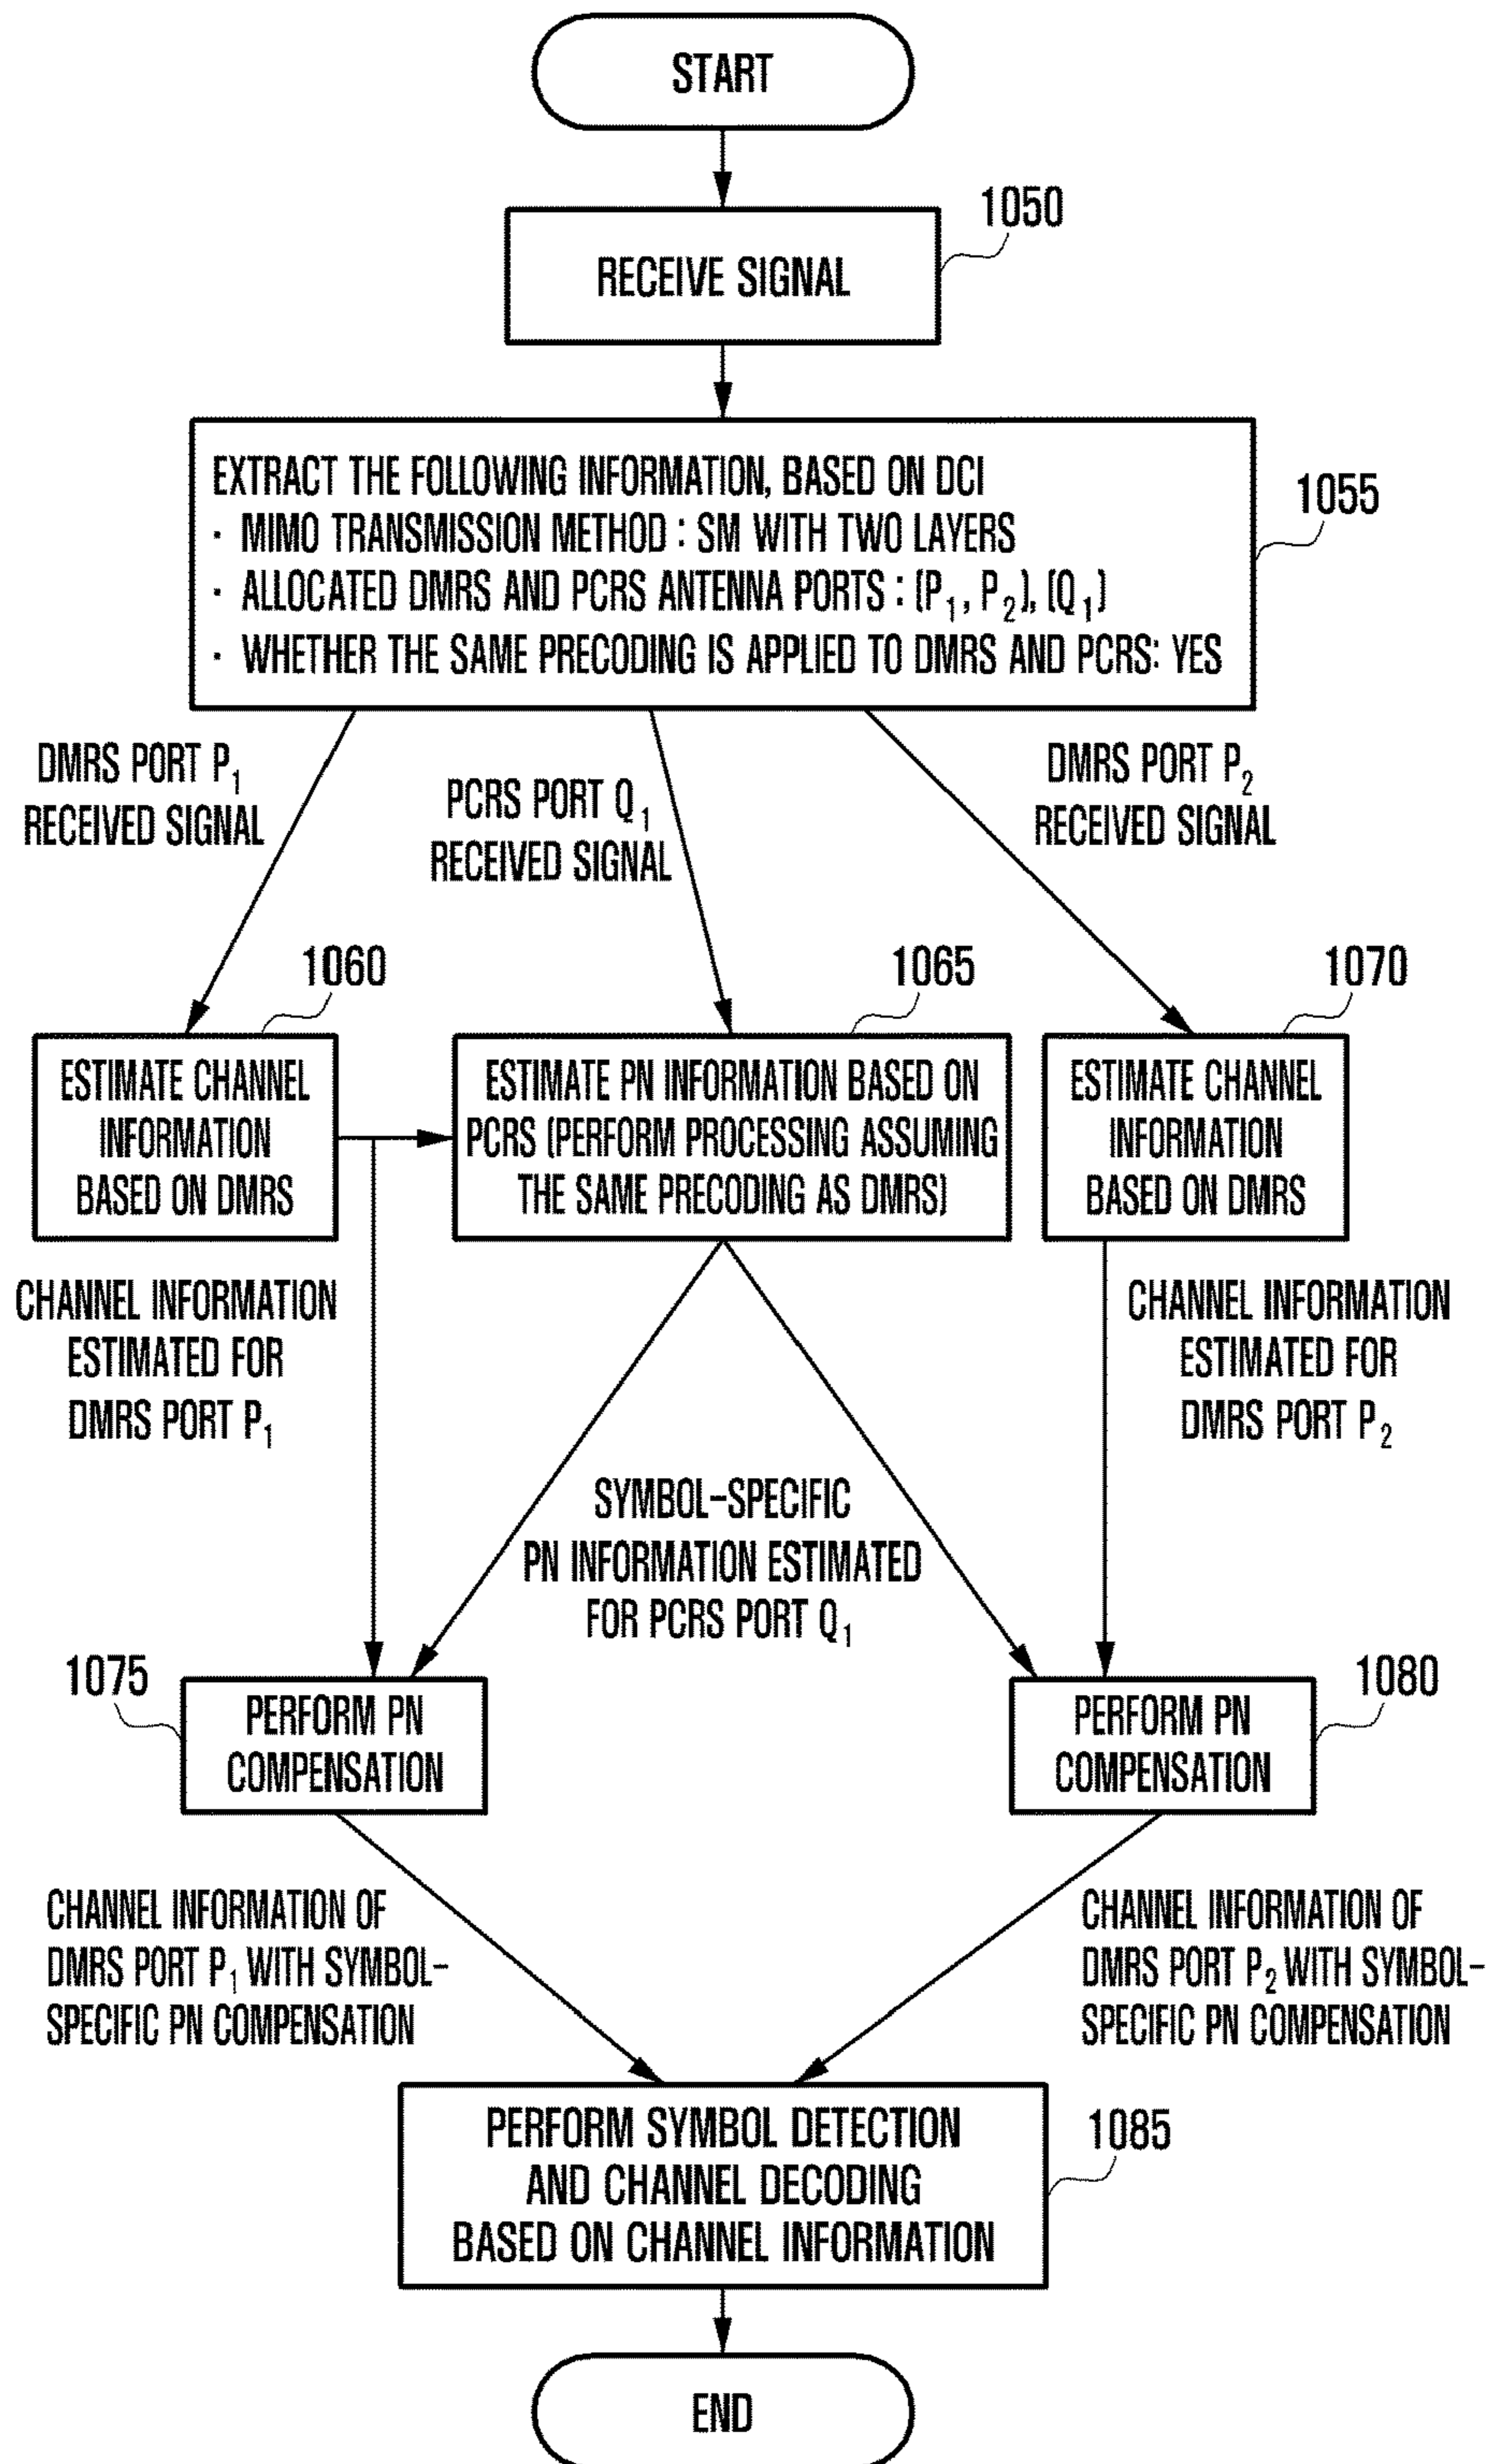 START
1050
RECEIVE SIGNAL
EXTRACT THE FOLLOWING INFORMATION, BASED ON DCI
· MIMO TRANSMISSION METHOD : SM WITH TWO LAYERS
· ALLOCATED DMRS AND PCRS ANTENNA PORTS : (P1, P2), (Q1)
· WHETHER THE SAME PRECODING IS APPLIED TO DMRS AND PCRS: YES
1055
DMRS PORT P1
RECEIVED SIGNAL
PCRS PORT Q1
RECEIVED SIGNAL
DMRS PORT P2
RECEIVED SIGNAL
1060
1065
1070
ESTIMATE CHANNEL
INFORMATION
BASED ON DMRS
ESTIMATE PN INFORMATION BASED ON
PCRS (PERFORM PROCESSING ASSUMING
THE SAME PRECODING AS DMRS)
ESTIMATE CHANNEL
INFORMATION
BASED ON DMRS
CHANNEL INFORMATION
ESTIMATED FOR
DMRS PORT P1
CHANNEL INFORMATION
ESTIMATED FOR
DMRS PORT P2
SYMBOL-SPECIFIC
PN INFORMATION ESTIMATED
FOR PCRS PORT Q1
1075
PERFORM PN
COMPENSATION
1080
PERFORM PN
COMPENSATION
CHANNEL INFORMATION OF
DMRS PORT P1 WITH SYMBOL-
SPECIFIC PN COMPENSATION
CHANNEL INFORMATION OF
DMRS PORT P2 WITH SYMBOL-
SPECIFIC PN COMPENSATION
1085
PERFORM SYMBOL DETECTION
AND CHANNEL DECODING
BASED ON CHANNEL INFORMATION
END